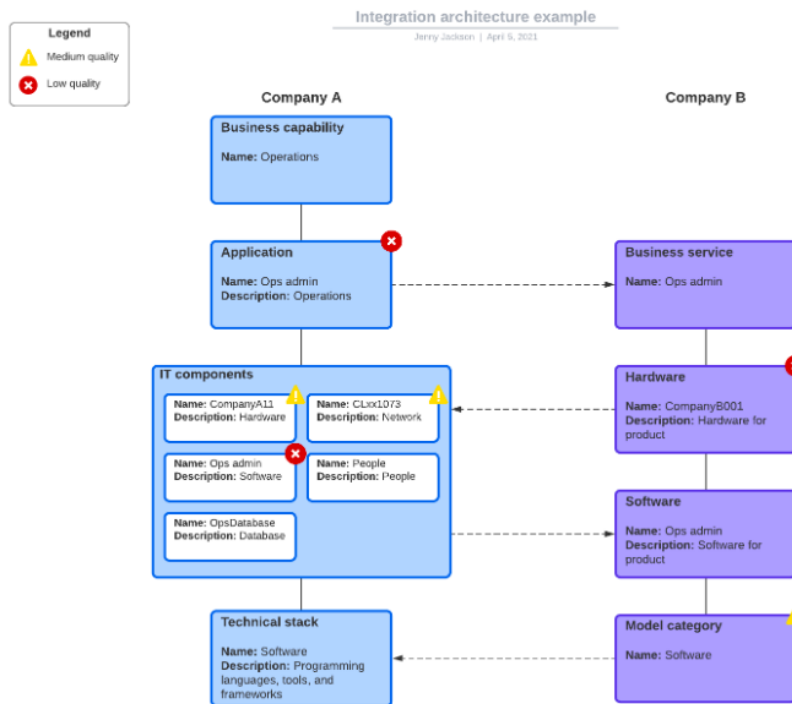 Integration architecture example
Jenny Jackson | April 5, 2021
Legend
Medium quality
Low quality
Company A
Business capability
Name: Operations
Application
Name: Ops admin
Description: Operations
IT components
Name: CompanyA11
Description: Hardware
Name: CLxx1073
Description: Network
Name: Ops admin
Description: Software
Name: People
Description: People
Name: OpsDatabase
Description: Database
Technical stack
Name: Software
Description: Programming
languages, tools, and
frameworks
Company B
Business service
Name: Ops admin
Hardware
Name: CompanyB001
Description: Hardware for
product
Software
Name: Ops admin
Description: Software for
product
Model category
Name: Software